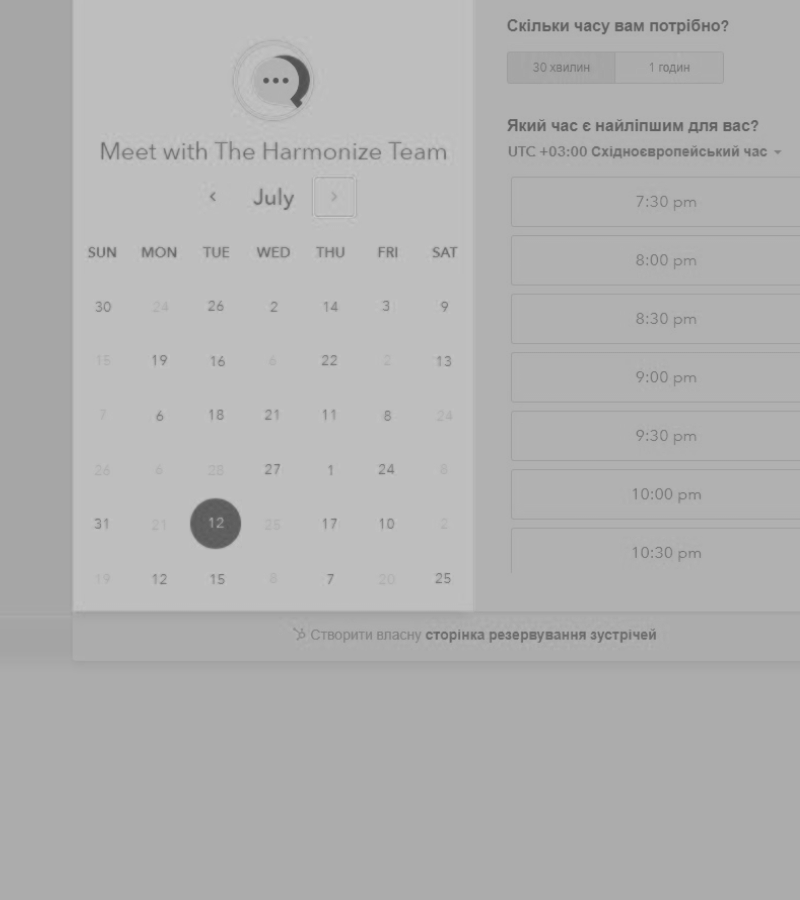 Meet with The Harmonize Team
July
SUN MON TUE WED THU FRI SAT
30 24 26 2 14 3 9
15 19 16 6 22 2 13
7 6 18 21 11 8 24
26 6 28 27 1 24 8
31 21 12 25 17 10 2
19 12 15 8 7 20 25
Скільки часу вам потрібно?
30 хвилин 1 годин
Який час є найліпшим для вас?
UTC +03:00 Східноєвропейський час
7:30 pm
8:00 pm
8:30 pm
9:00 pm
9:30 pm
10:00 pm
10:30 pm
Створити власну сторінка резервування зустрічей